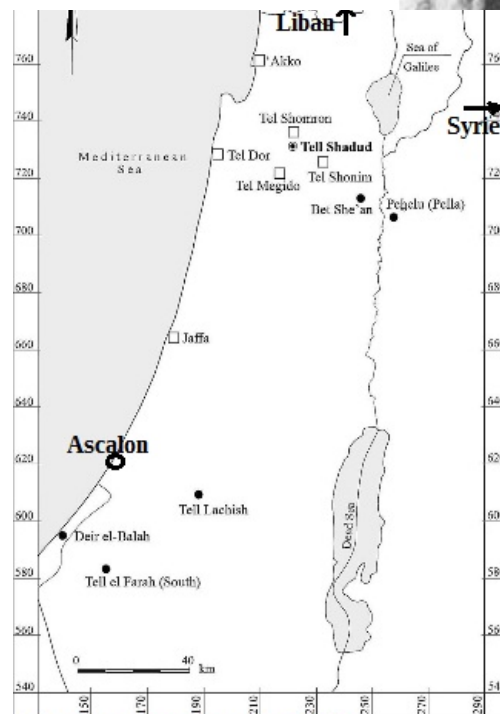 Liban
760
'Akko
Sea of
Galilee
740
Tel Shomron
Syrie
Tell Shadud
Mediterranean
Sea
Tel Dor
Tel Shonim
720
Tel Megido
Bet She'an
Peḥelu (Pella)
700
680
660
Jaffa
640
Ascalon
620
Tell Lachish
600
Deir el-Balah
Dead Sea
580
Tell el Farah (South)
560
0 40
km
540
150 170 190 210 230 250 270 290